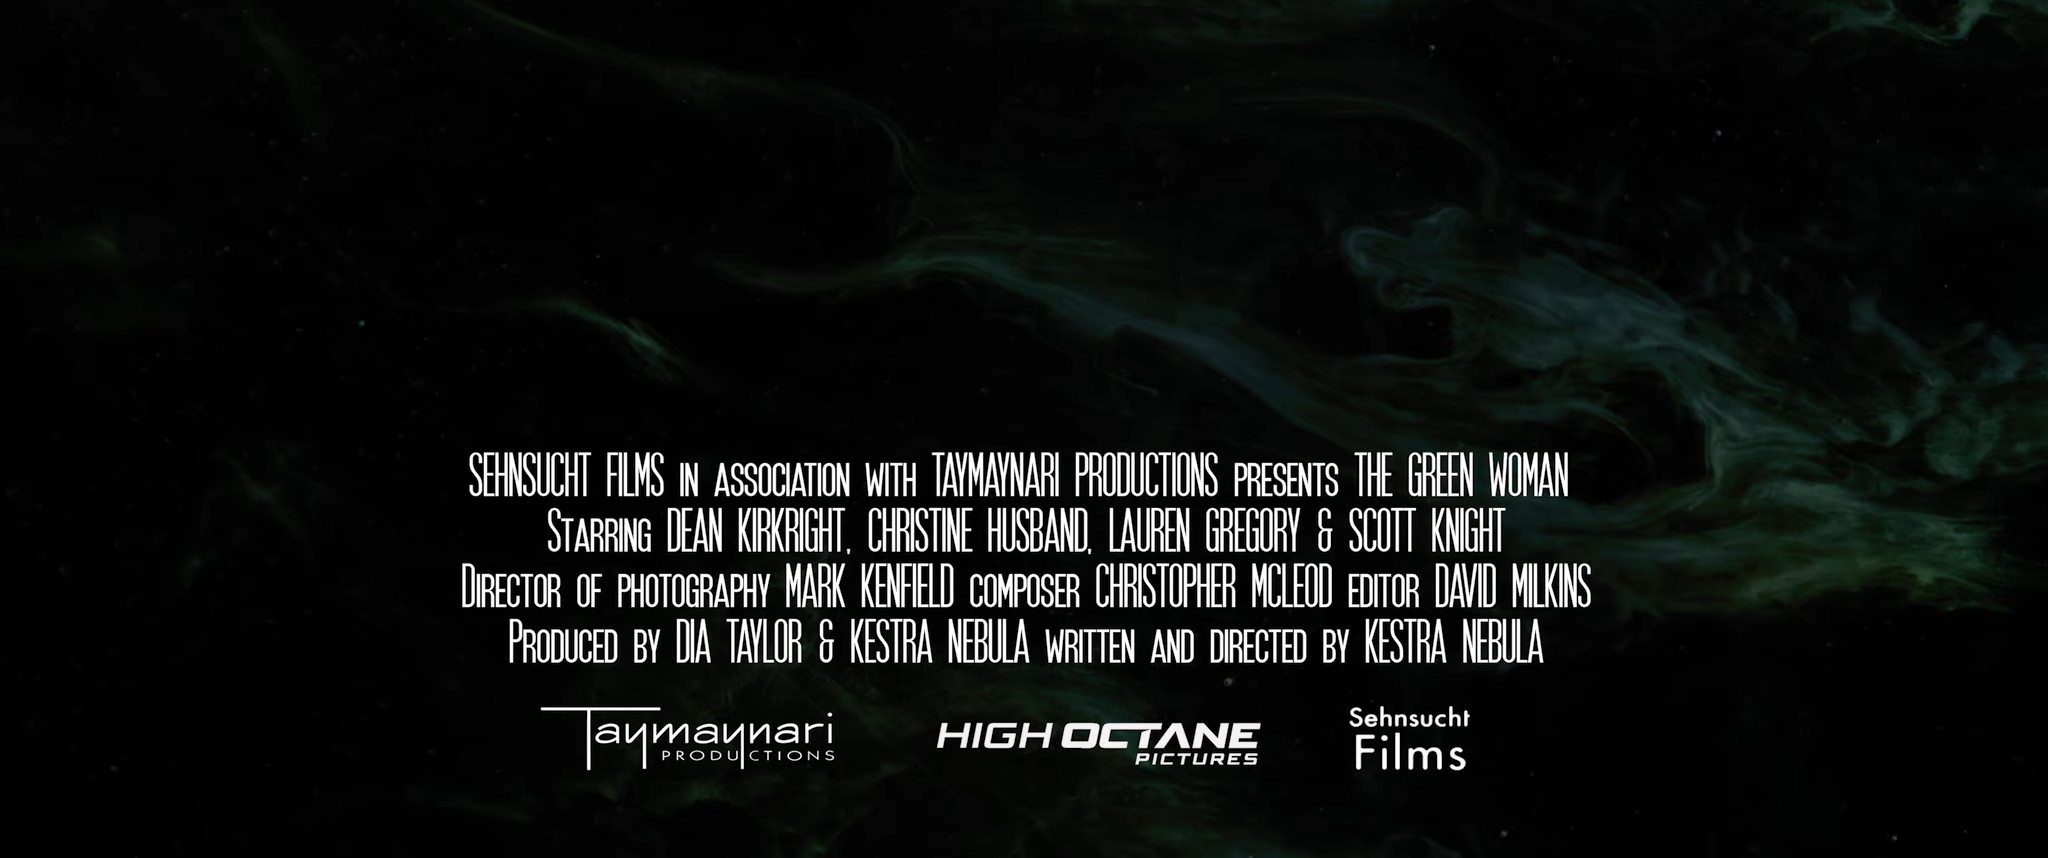 SEHNSUCHT FILMS IN ASSOCIATION WITH TAYMAYNARI PRODUCTIONS PRESENTS THE GREEN WOMAN
STARRING DEAN KIRKRIGHT, CHRISTINE HUSBAND, LAUREN GREGORY & SCOTT KNIGHT
DIRECTOR OF PHOTOGRAPHY MARK KENFIELD COMPOSER CHRISTOPHER MCLEOD EDITOR DAVID MILKINS
PRODUCED BY DIA TAYLOR & KESTRA NEBULA WRITTEN AND DIRECTED BY KESTRA NEBULA
Taymaynari
PRODUCTIONS
HIGH OCTANE
PICTURES
Sehnsucht
Films